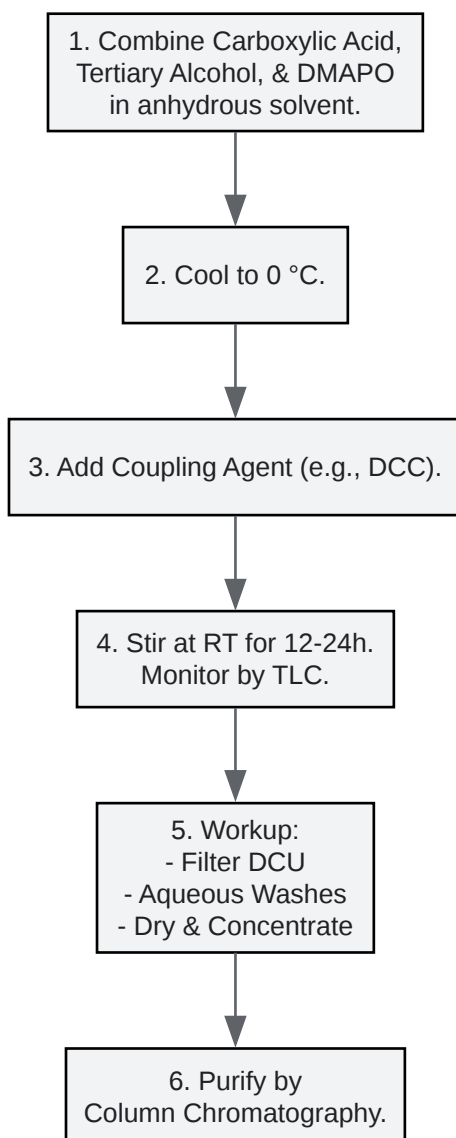 1. Combine Carboxylic Acid,
Tertiary Alcohol, & DMAPO
in anhydrous solvent.
2. Cool to 0 °C.
3. Add Coupling Agent (e.g., DCC).
4. Stir at RT for 12-24h.
Monitor by TLC.
5. Workup:
- Filter DCU
- Aqueous Washes
- Dry & Concentrate
6. Purify by
Column Chromatography.